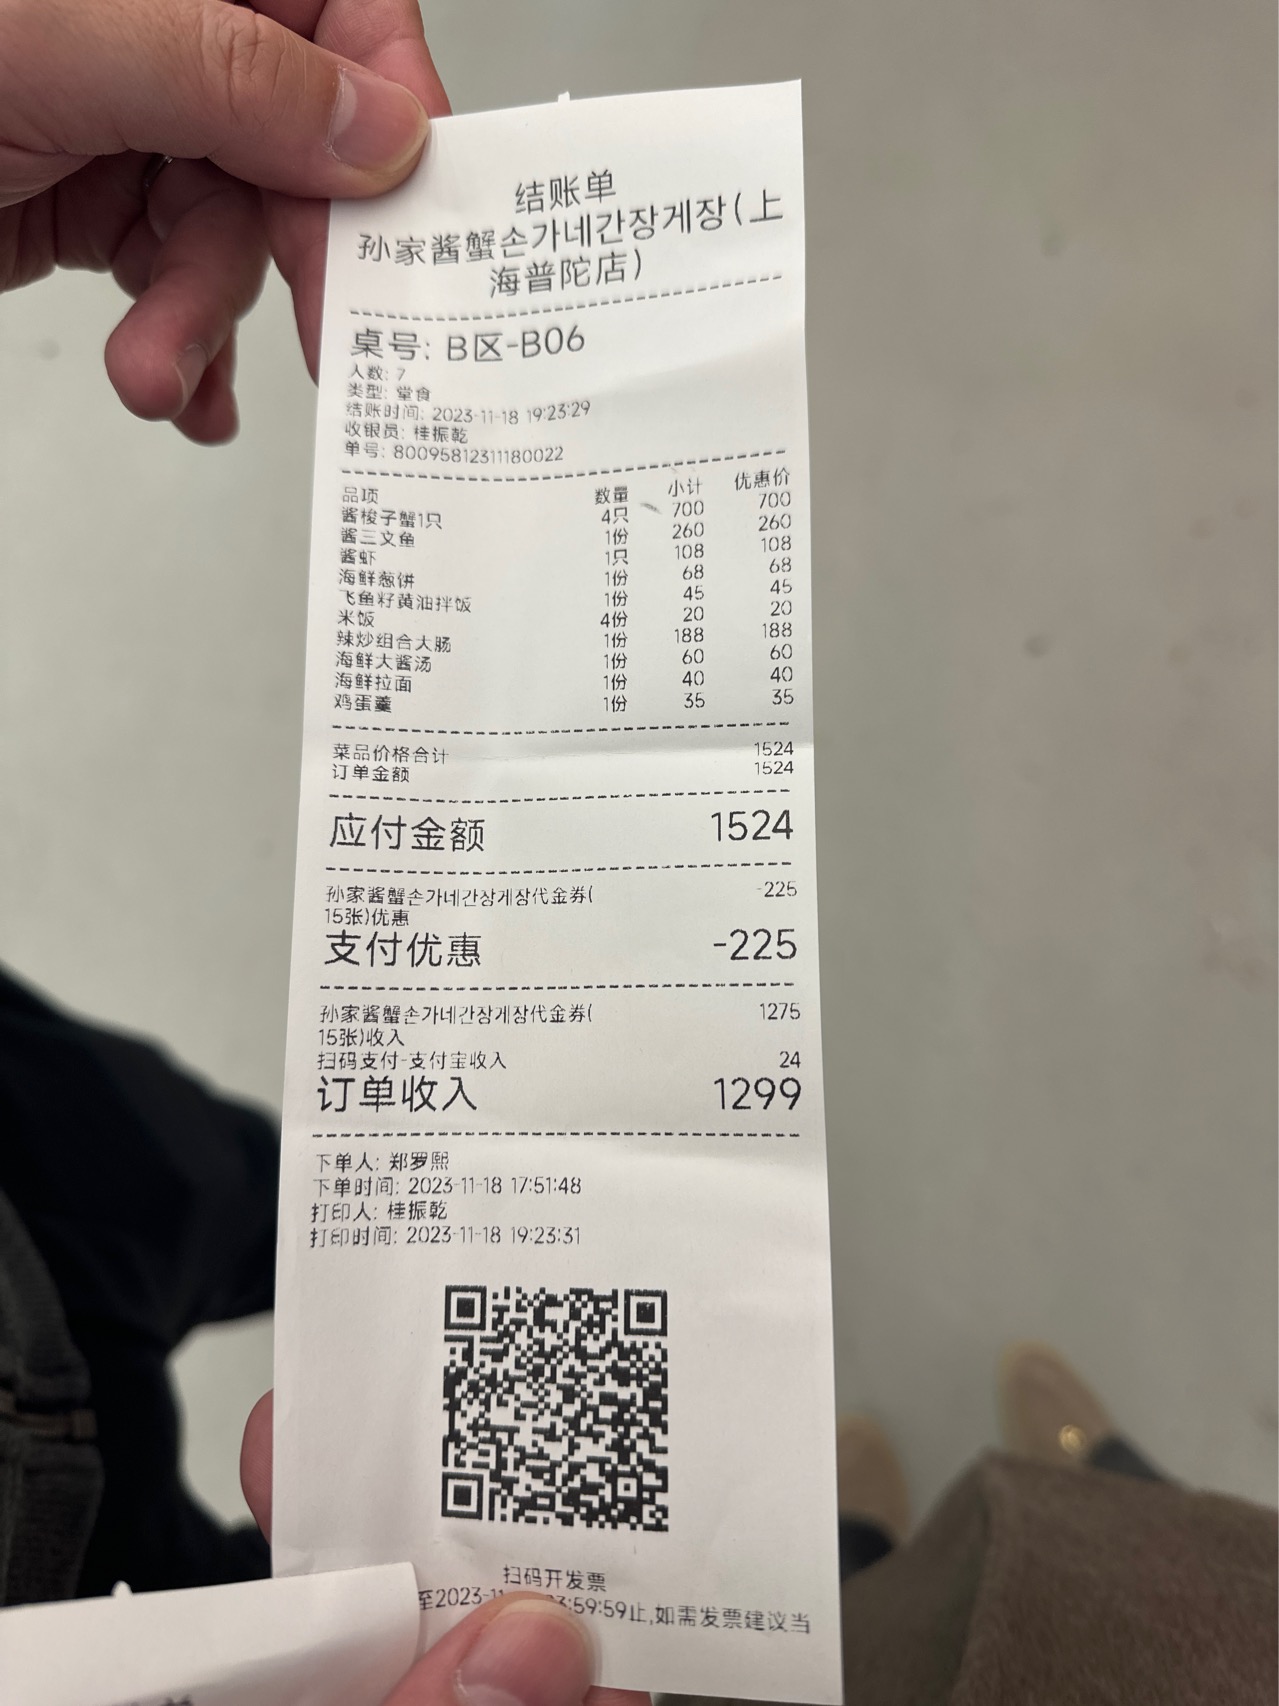 结账单
孙家酱蟹손가네간장게장(上
海普陀店)
桌号: B区-B06
人数: 7
类型: 堂食
结账时间: 2023-11-18 19:23:29
收银员: 桂振乾
单号: 80095812311180022
品项 数量 小计 优惠价
酱梭子蟹1只 4只 700 700
酱三文鱼 1份 260 260
酱虾 1只 108 108
海鲜葱饼 1份 68 68
飞鱼籽黄油拌饭 1份 45 45
米饭 4份 20 20
辣炒组合大肠 1份 188 188
海鲜大酱汤 1份 60 60
海鲜拉面 1份 40 40
鸡蛋羹 1份 35 35
菜品价格合计 1524
订单金额 1524
应付金额 1524
孙家酱蟹손가네간장게장代金券( -225
15张)优惠
支付优惠 -225
孙家酱蟹손가네간장게장代金券( 1275
15张)收入
扫码支付-支付宝收入 24
订单收入 1299
下单人: 郑罗熙
下单时间: 2023-11-18 17:51:48
打印人: 桂振乾
打印时间: 2023-11-18 19:23:31
扫码开发票
至2023-11 :59:59止,如需发票建议当